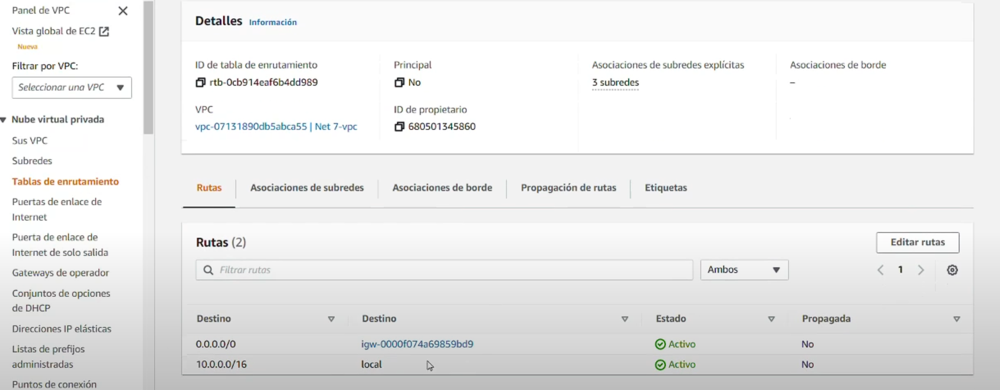 Panel de VPC
Vista global de EC2
Nueva
Filtrar por VPC:
Seleccionar una VPC
Nube virtual privada
Sus VPC
Subredes
Tablas de enrutamiento
Puertas de enlace de
Internet
Puerta de enlace de
Internet de solo salida
Gateways de operador
Conjuntos de opciones
de DHCP
Direcciones IP elásticas
Listas de prefijos
administradas
Puntos de conexión
Detalles Información
ID de tabla de enrutamiento
rtb-0cb914eaf6b4dd989
Principal
No
Asociaciones de subredes explícitas
3 subredes
Asociaciones de borde
–
VPC
vpc-07131890db5abca55 | Net 7-vpc
ID de propietario
680501345860
Rutas Asociaciones de subredes Asociaciones de borde Propagación de rutas Etiquetas
Rutas (2)
Editar rutas
Filtrar rutas
Ambos
1
Destino Destino Estado Propagada
0.0.0.0/0 igw-0000f074a69859bd9 Activo No
10.0.0.0/16 local Activo No